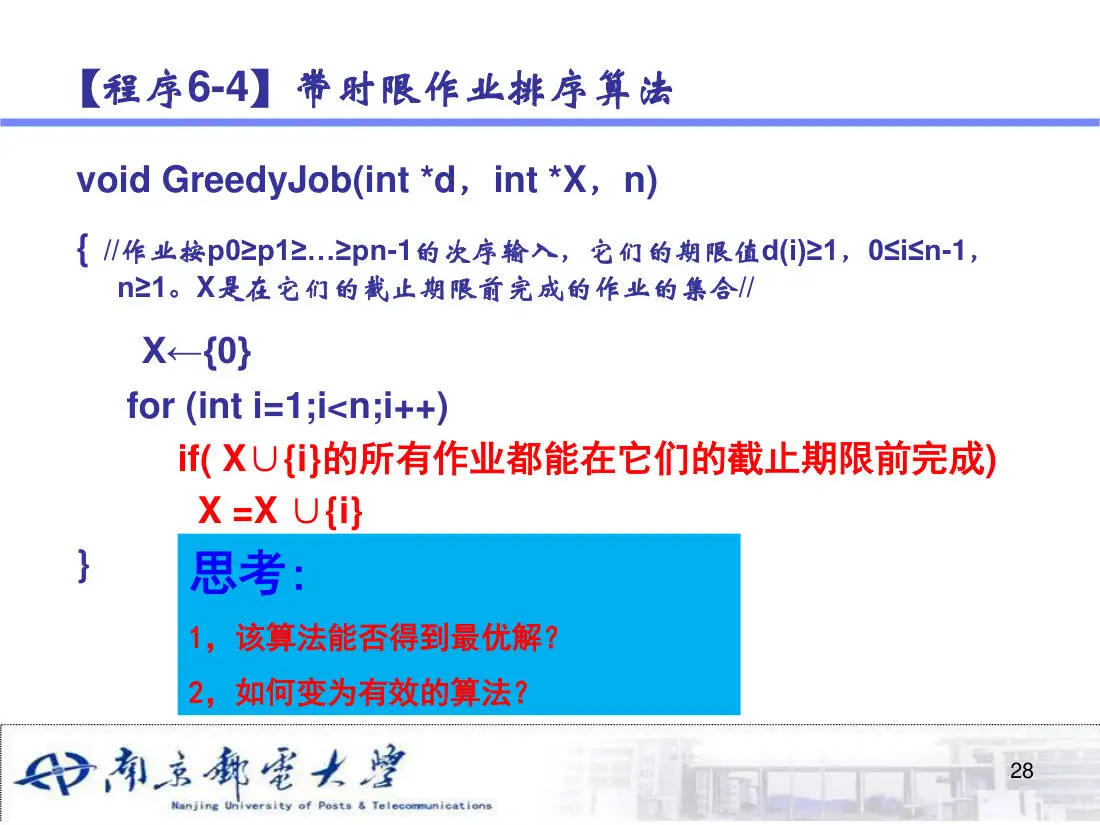 【程序6-4】带时限作业排序算法
void GreedyJob(int *d，int *X，n)
{ //作业按p0≥p1≥…≥pn-1的次序输入，它们的期限值d(i)≥1，0≤i≤n-1，
n≥1。X是在它们的截止期限前完成的作业的集合//
X←{0}
for (int i=1;i<n;i++)
if( X∪{i}的所有作业都能在它们的截止期限前完成)
X =X ∪{i}
}
思考：
1，该算法能否得到最优解？
2，如何变为有效的算法？
南京邮电大学
Nanjing University of Posts & Telecommunications
28